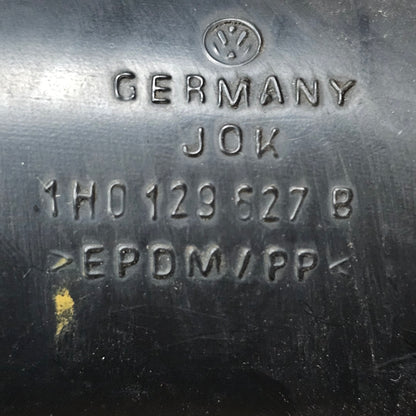 GERMANY
JOK
1H0 129 627 B
>EPDM/PP<